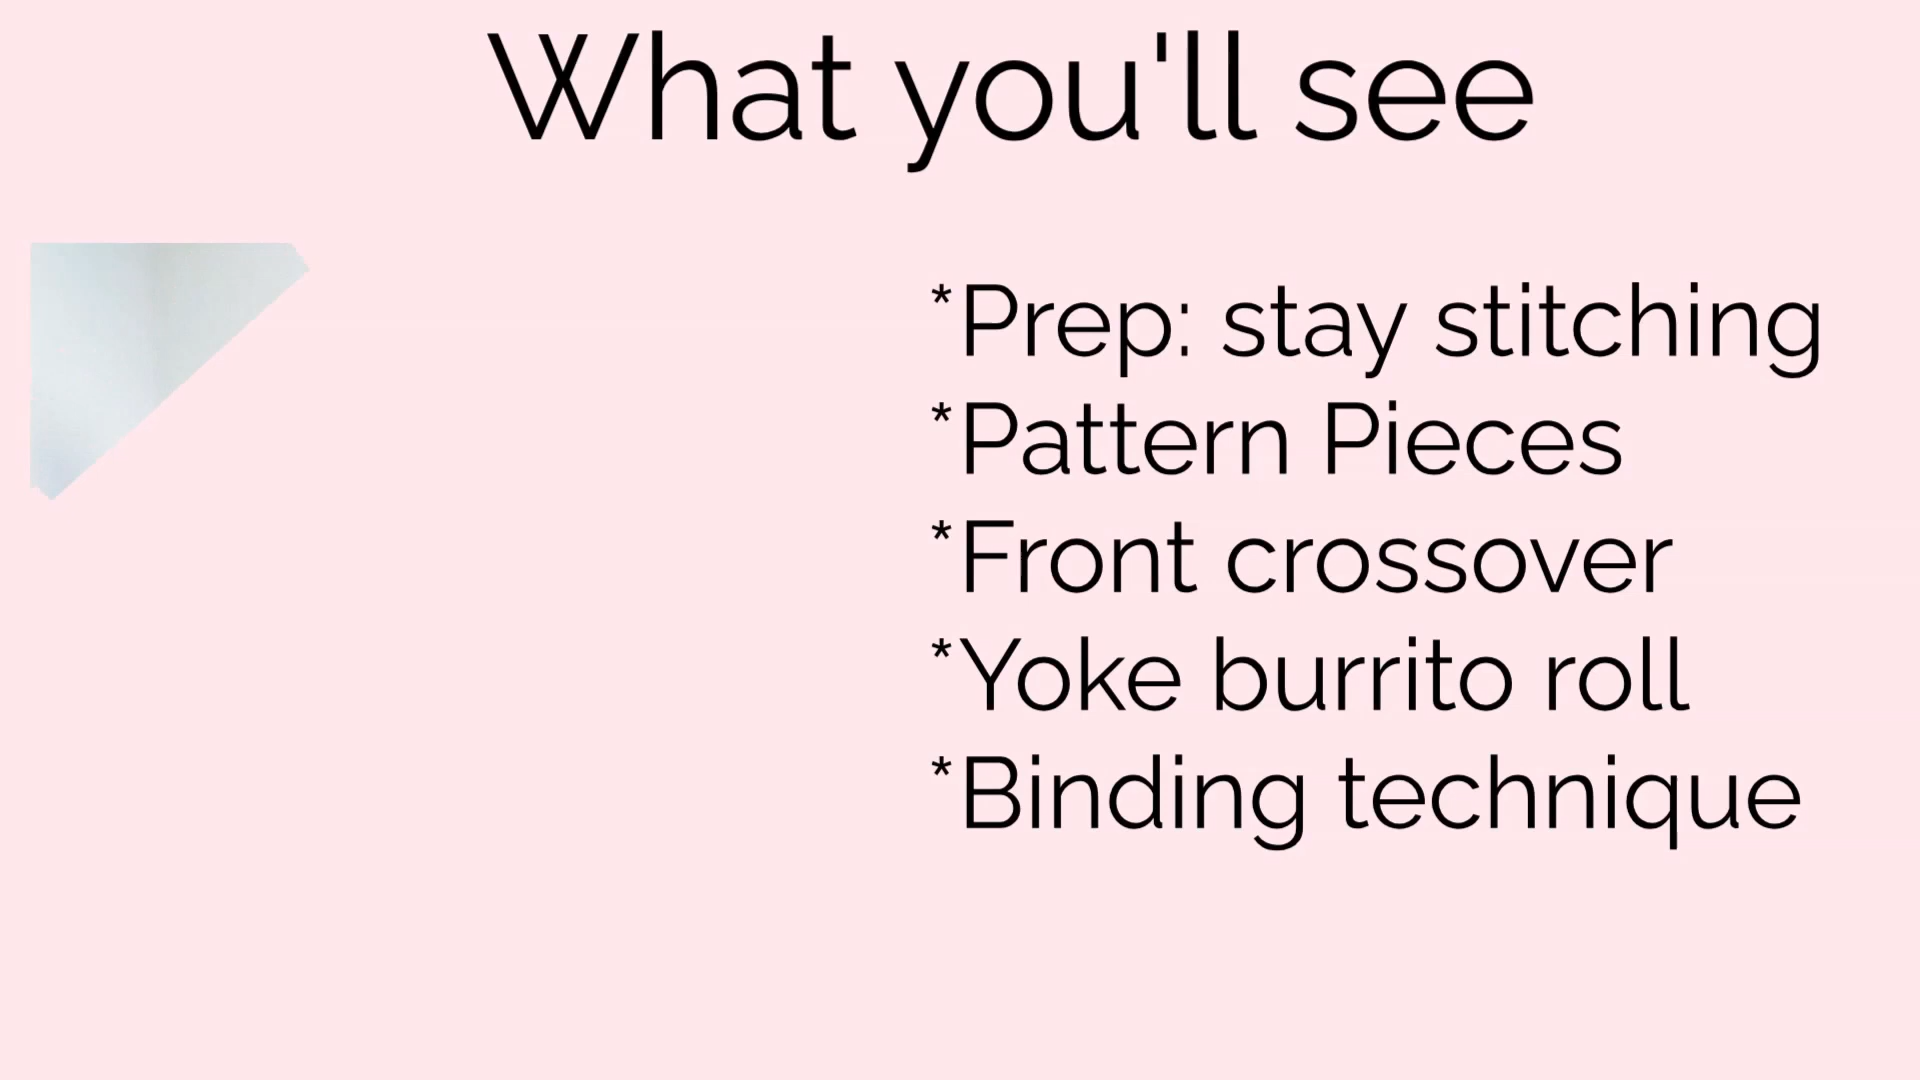 What you'll see
*Prep: stay stitching
*Pattern Pieces
*Front crossover
*Yoke burrito roll
*Binding technique